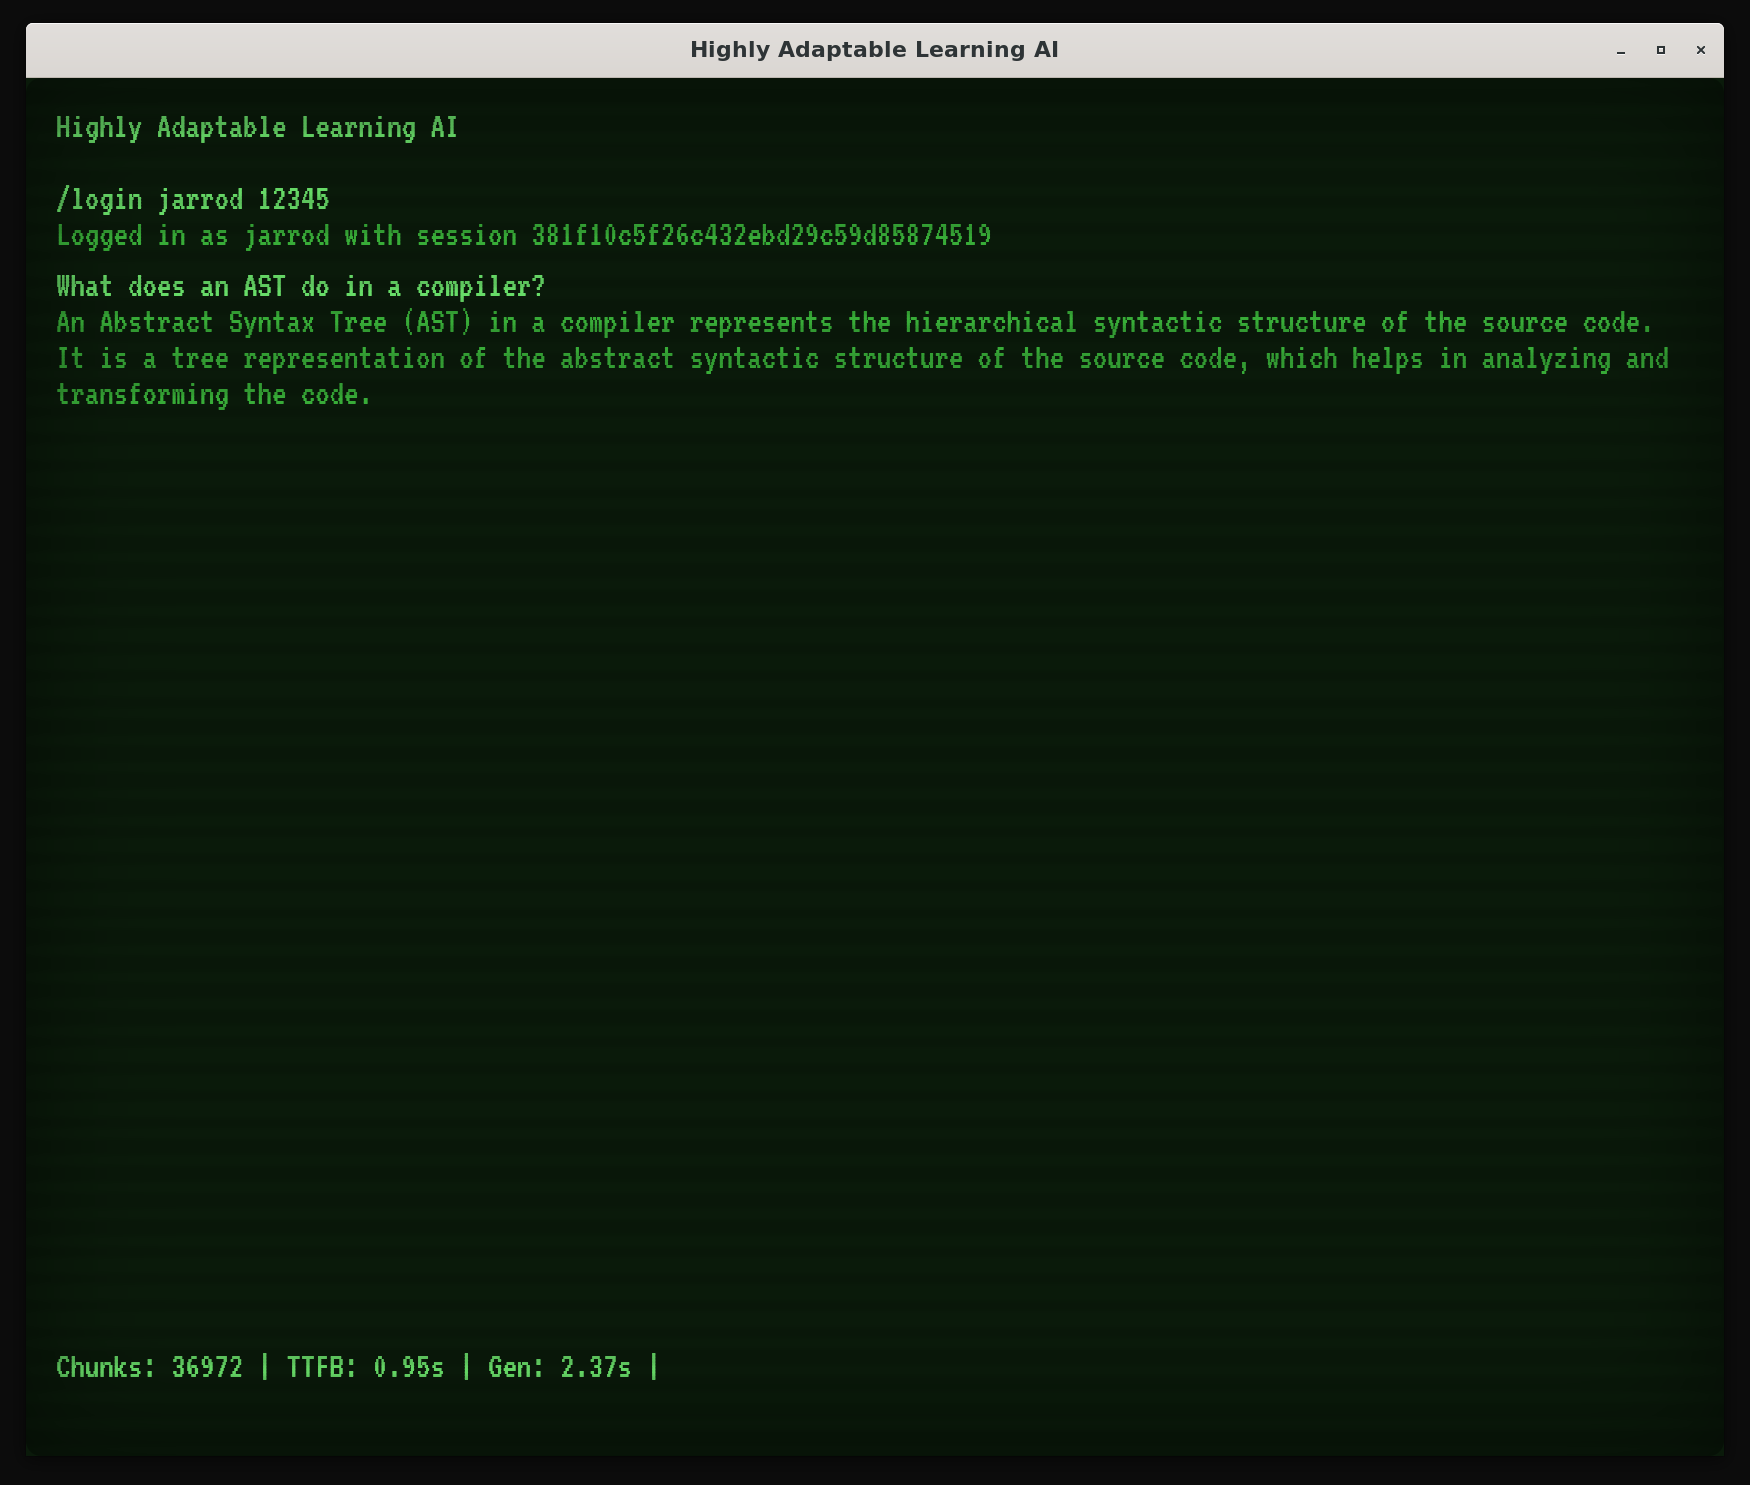 Highly Adaptable Learning AI
Highly Adaptable Learning AI
/login jarrod 12345
Logged in as jarrod with session 381f10c5f26c432ebd29c59d85874519
What does an AST do in a compiler?
An Abstract Syntax Tree (AST) in a compiler represents the hierarchical syntactic structure of the source code.
It is a tree representation of the abstract syntactic structure of the source code, which helps in analyzing and
transforming the code.
Chunks: 36972 | TTFB: 0.95s | Gen: 2.37s |